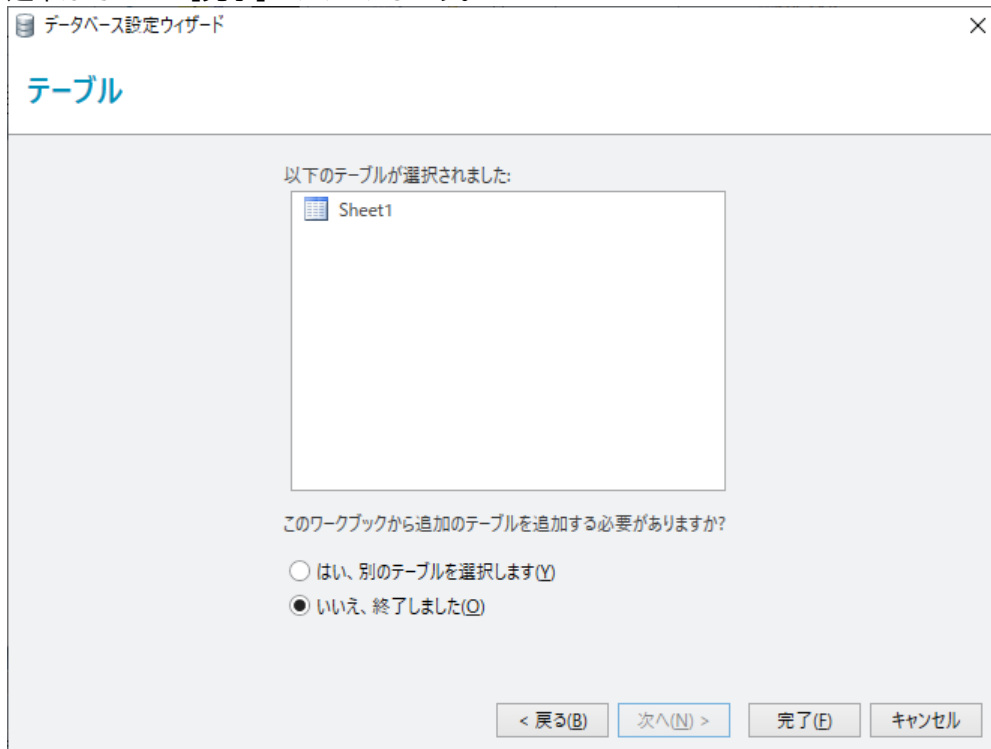 データベース設定ウィザード
テーブル
以下のテーブルが選択されました:
Sheet1
このワークブックから追加のテーブルを追加する必要がありますか?
はい、別のテーブルを選択します(Y)
いいえ、終了しました(O)
< 戻る(B) 次へ(N) > 完了(F) キャンセル